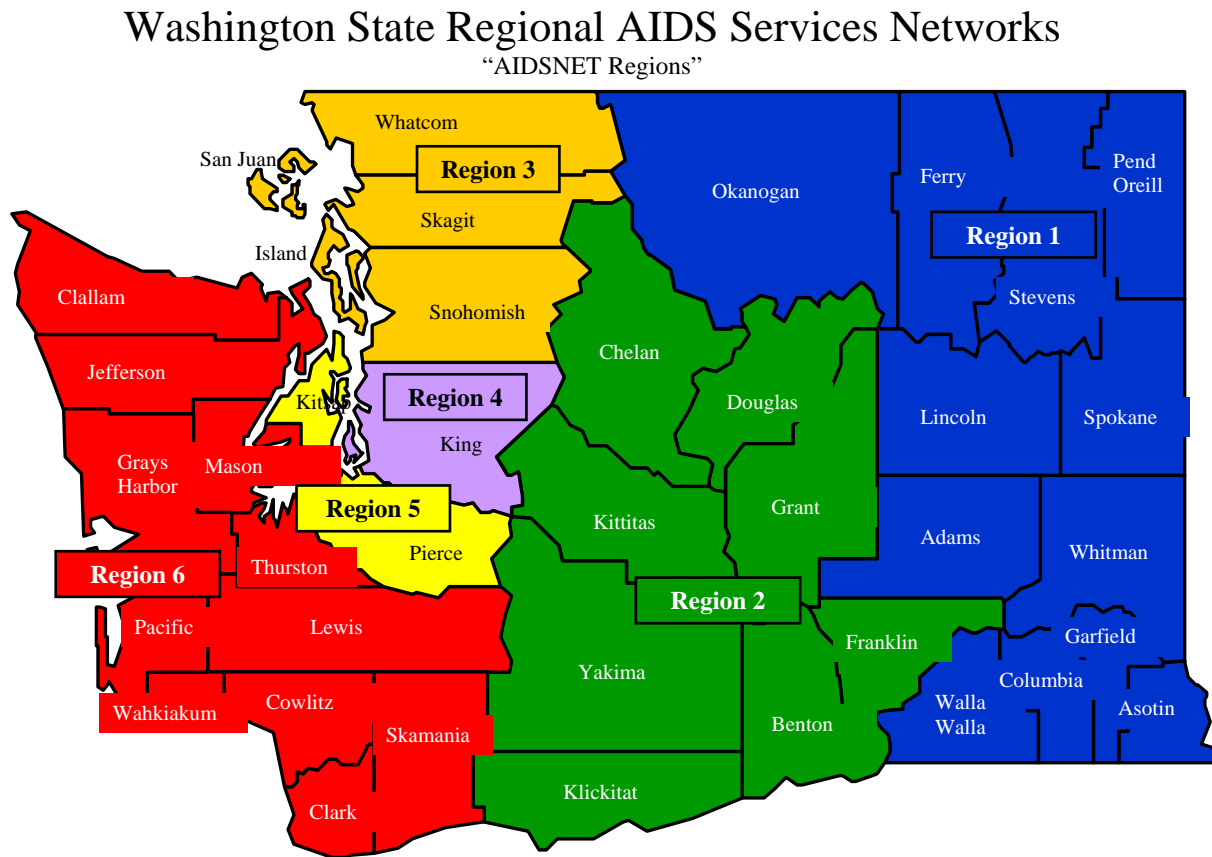 Washington State Regional AIDS Services Networks
“AIDSNET Regions”
Whatcom
San Juan
Region 3
Pend
Oreill
Ferry
Okanogan
Skagit
Region 1
Island
Clallam
Stevens
Snohomish
Chelan
Jefferson
Region 4
Kitsap
Douglas
Lincoln
Spokane
King
Grays
Harbor
Mason
Region 5
Grant
Kittitas
Adams
Whitman
Pierce
Thurston
Region 6
Region 2
Pacific
Lewis
Franklin
Garfield
Yakima
Columbia
Walla
Walla
Asotin
Wahkiakum
Cowlitz
Skamania
Benton
Klickitat
Clark